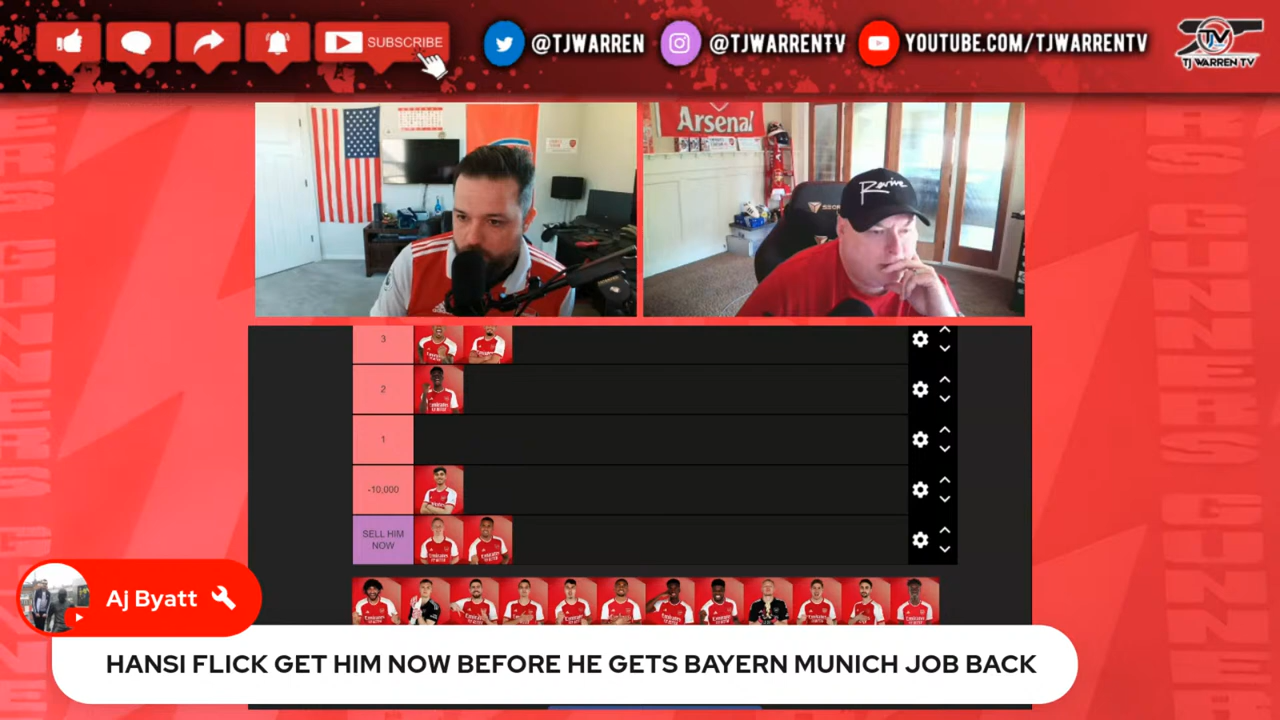 SUBSCRIBE
@TJWARREN
@TJWARRENTV
YOUTUBE.COM/TJWARRENTV
TV
TJ WARREN TV
Arsenal
3
2
1
-10,000
SELL HIM
NOW
Aj Byatt
HANSI FLICK GET HIM NOW BEFORE HE GETS BAYERN MUNICH JOB BACK